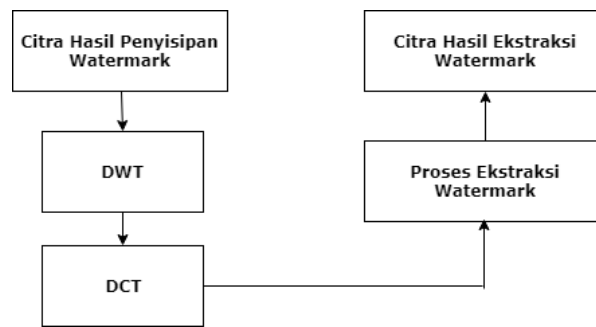 Citra Hasil Penyisipan
Watermark
DWT
DCT
Proses Ekstraksi
Watermark
Citra Hasil Ekstraksi
Watermark